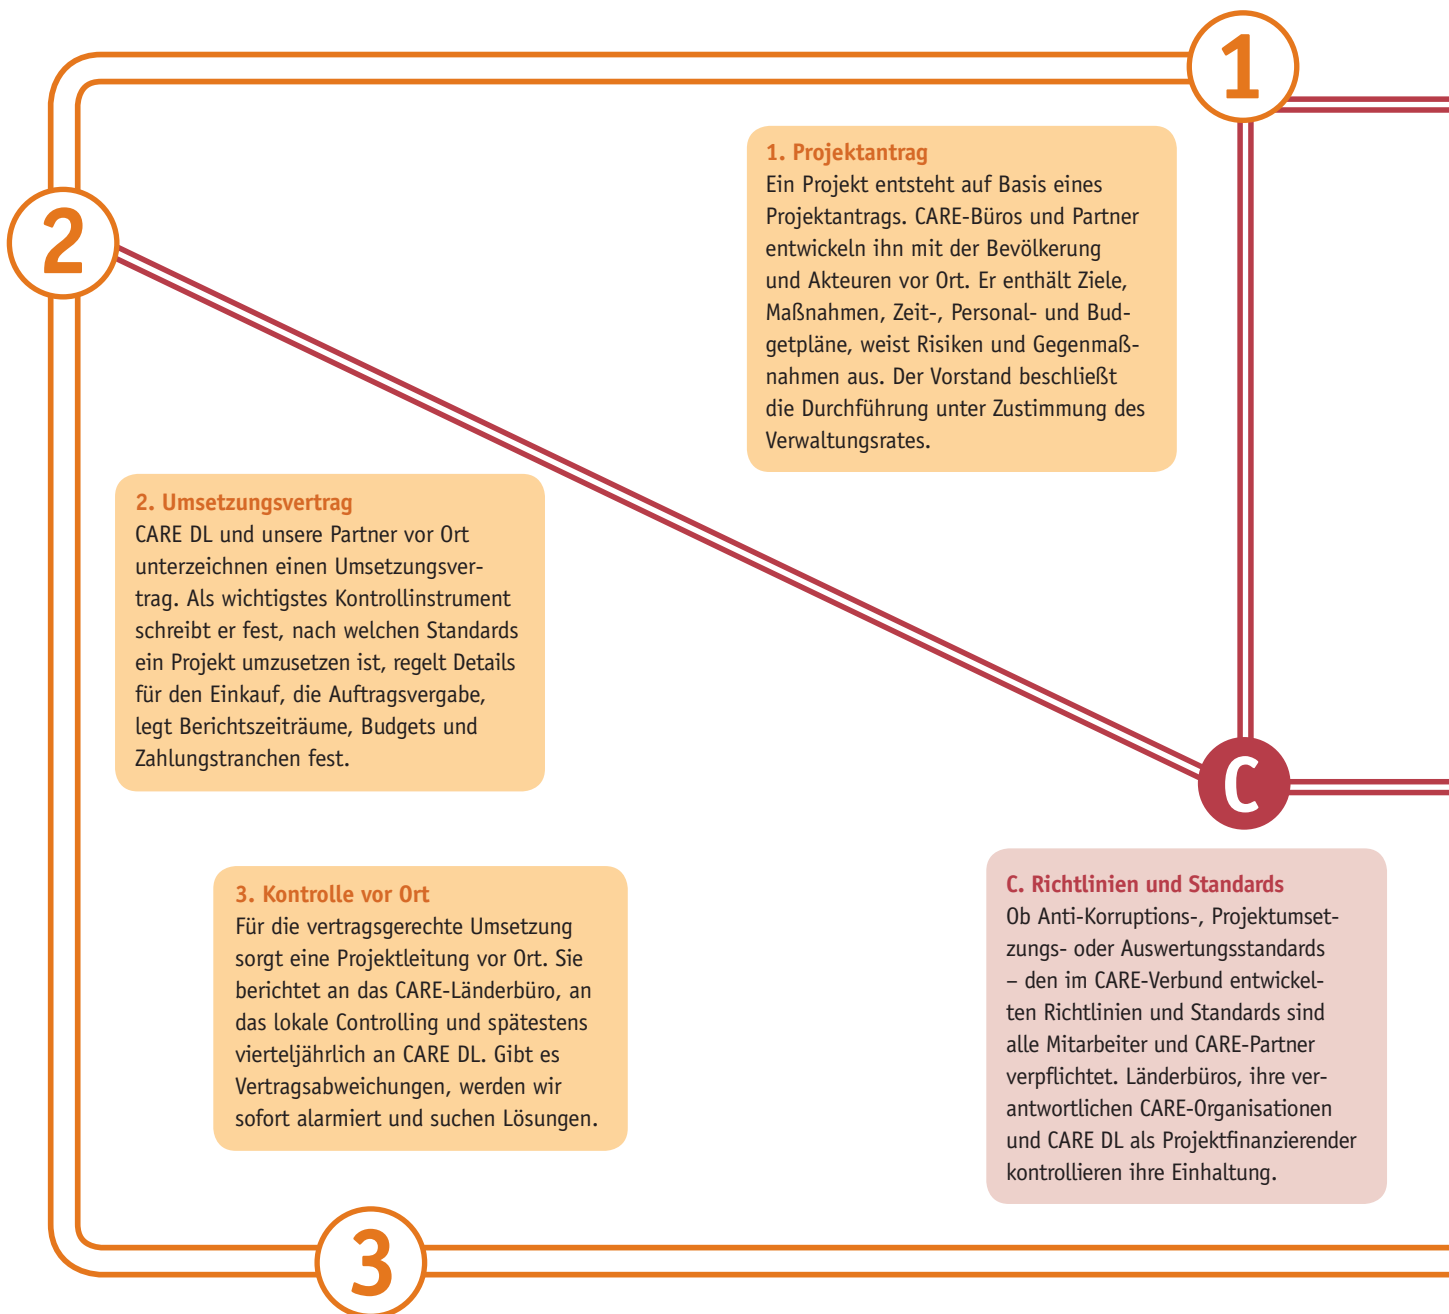 1
1. Projektantrag
Ein Projekt entsteht auf Basis eines
Projektantrags. CARE-Büros und Partner
entwickeln ihn mit der Bevölkerung
und Akteuren vor Ort. Er enthält Ziele,
Maßnahmen, Zeit-, Personal- und Bud-
getpläne, weist Risiken und Gegenmaß-
nahmen aus. Der Vorstand beschließt
die Durchführung unter Zustimmung des
Verwaltungsrates.
2
2. Umsetzungsvertrag
CARE DL und unsere Partner vor Ort
unterzeichnen einen Umsetzungsver-
trag. Als wichtigstes Kontrollinstrument
schreibt er fest, nach welchen Standards
ein Projekt umzusetzen ist, regelt Details
für den Einkauf, die Auftragsvergabe,
legt Berichtszeiträume, Budgets und
Zahlungstranchen fest.
C
3. Kontrolle vor Ort
Für die vertragsgerechte Umsetzung
sorgt eine Projektleitung vor Ort. Sie
berichtet an das CARE-Länderbüro, an
das lokale Controlling und spätestens
vierteljährlich an CARE DL. Gibt es
Vertragsabweichungen, werden wir
sofort alarmiert und suchen Lösungen.
C. Richtlinien und Standards
Ob Anti-Korruptions-, Projektumset-
zungs- oder Auswertungsstandards
– den im CARE-Verbund entwickel-
ten Richtlinien und Standards sind
alle Mitarbeiter und CARE-Partner
verpflichtet. Länderbüros, ihre ver-
antwortlichen CARE-Organisationen
und CARE DL als Projektfinanzierender
kontrollieren ihre Einhaltung.
3